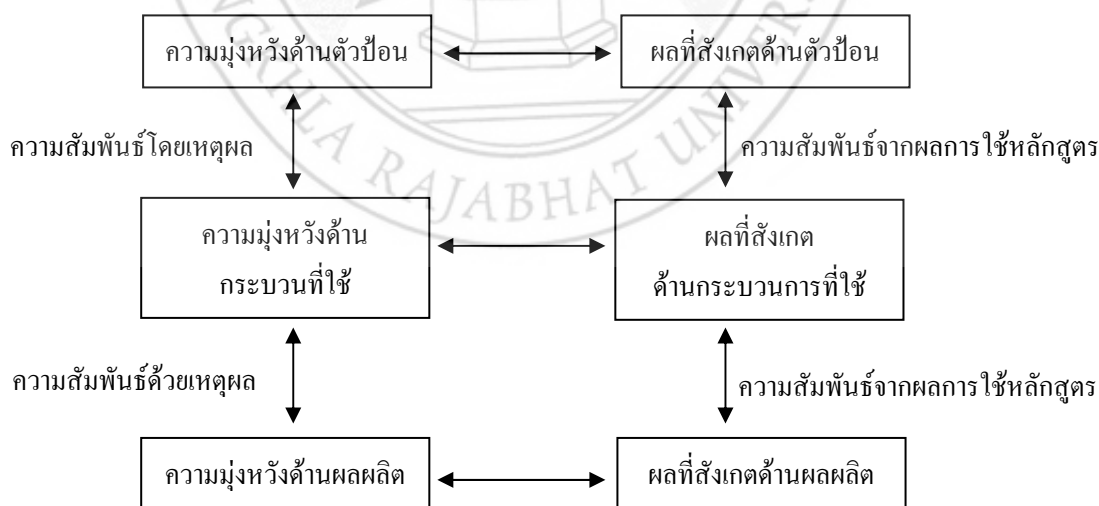 ความมุ่งหวังด้านตัวป้อน
ผลที่สังเกตด้านตัวป้อน
ความสัมพันธ์โดยเหตุผล
ความสัมพันธ์จากผลการใช้หลักสูตร
RAJABHAT
ความมุ่งหวังด้าน
กระบวนที่ใช้
ผลที่สังเกต
ด้านกระบวนการที่ใช้
ความสัมพันธ์ด้วยเหตุผล
ความสัมพันธ์จากผลการใช้หลักสูตร
ความมุ่งหวังด้านผลผลิต
ผลที่สังเกตด้านผลผลิต